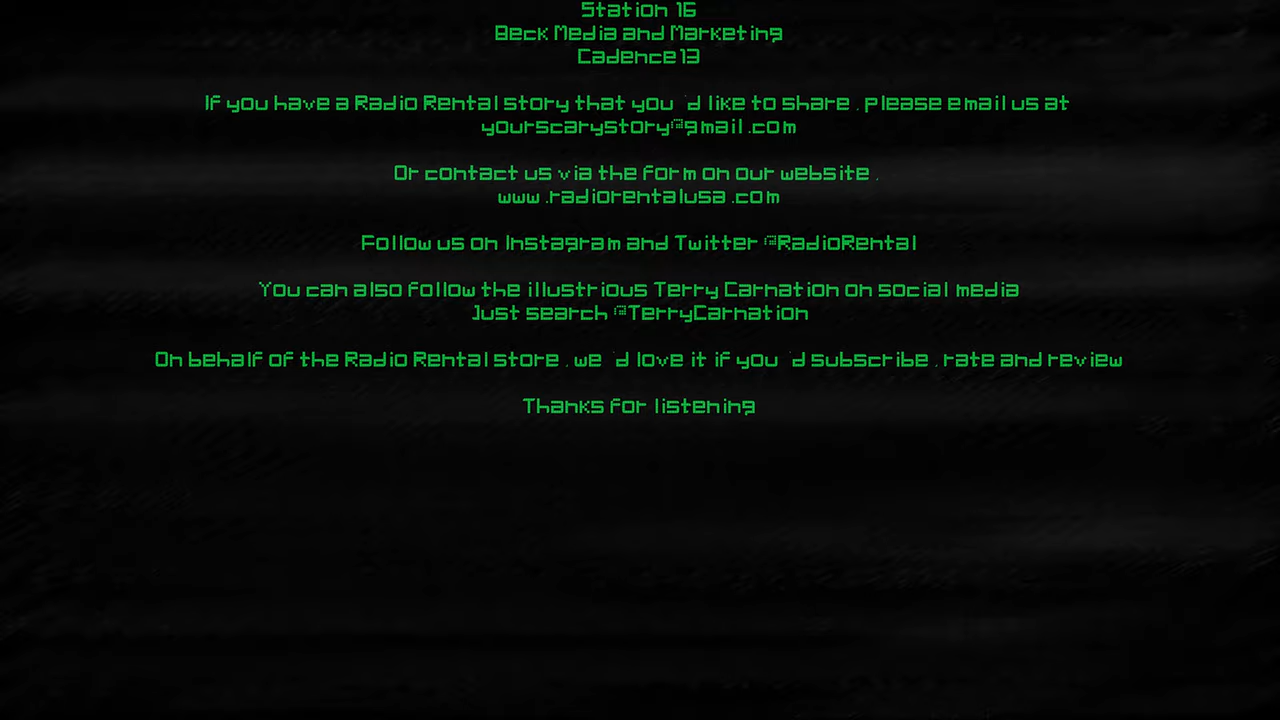 Station 16
Beck Media and Marketing
Cadence13
If you have a Radio Rental story that you'd like to share, please email us at
yourscarystory@gmail.com
Or contact us via the form on our website,
www.radiorentalusa.com
Follow us on Instagram and Twitter @RadioRental
You can also follow the illustrious Terry Carnation on social media
Just search @TerryCarnation
On behalf of the Radio Rental store, we'd love it if you'd subscribe, rate and review
Thanks for listening